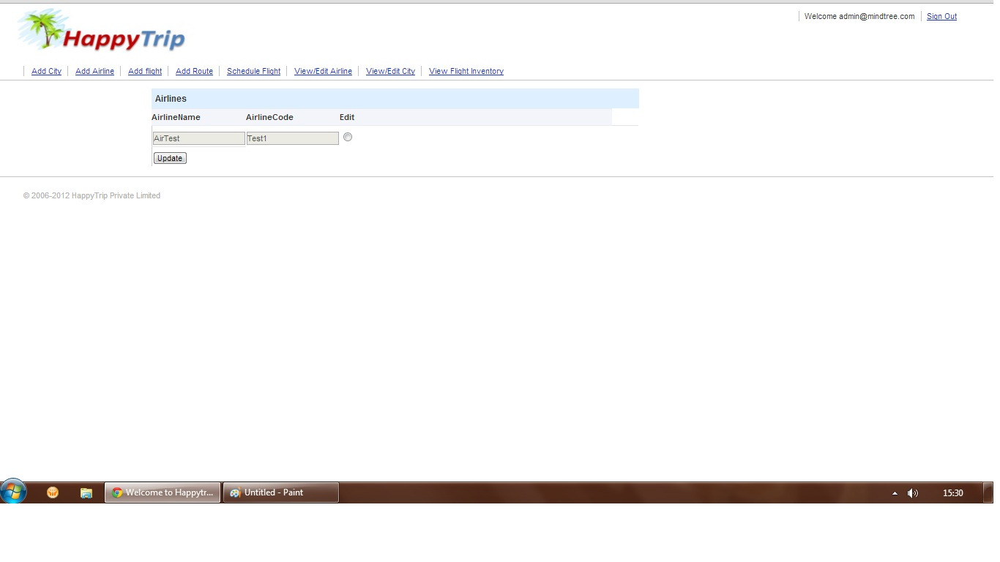 Welcome admin@mindtree.com Sign Out
HappyTrip
Add City Add Airline Add flight Add Route Schedule Flight View/Edit Airline View/Edit City View Flight Inventory
Airlines
AirlineName AirlineCode Edit
AirTest Test1
Update
© 2006-2012 HappyTrip Private Limited
Welcome to Happytr... Untitled - Paint 15:30